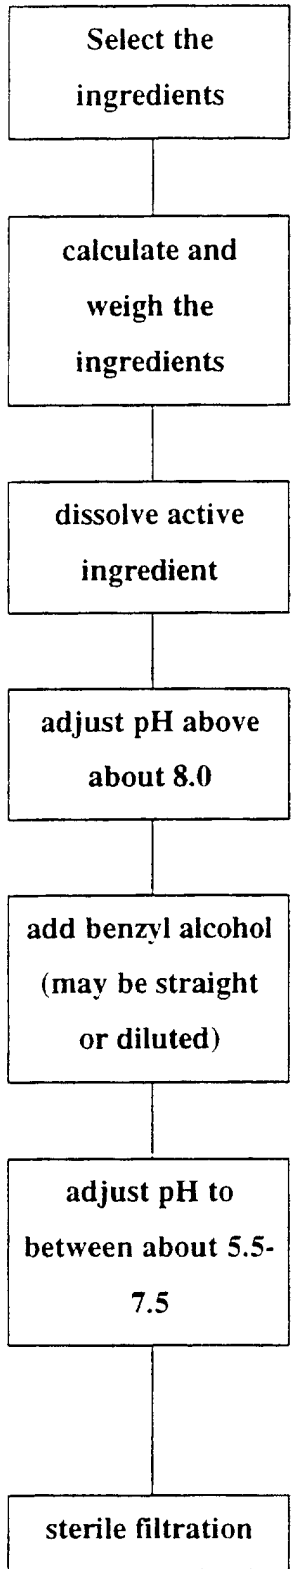 Select the
ingredients
calculate and
weigh the
ingredients
dissolve active
ingredient
adjust pH above
about 8.0
add benzyl alcohol
(may be straight
or diluted)
adjust pH to
between about 5.5-
7.5
sterile filtration